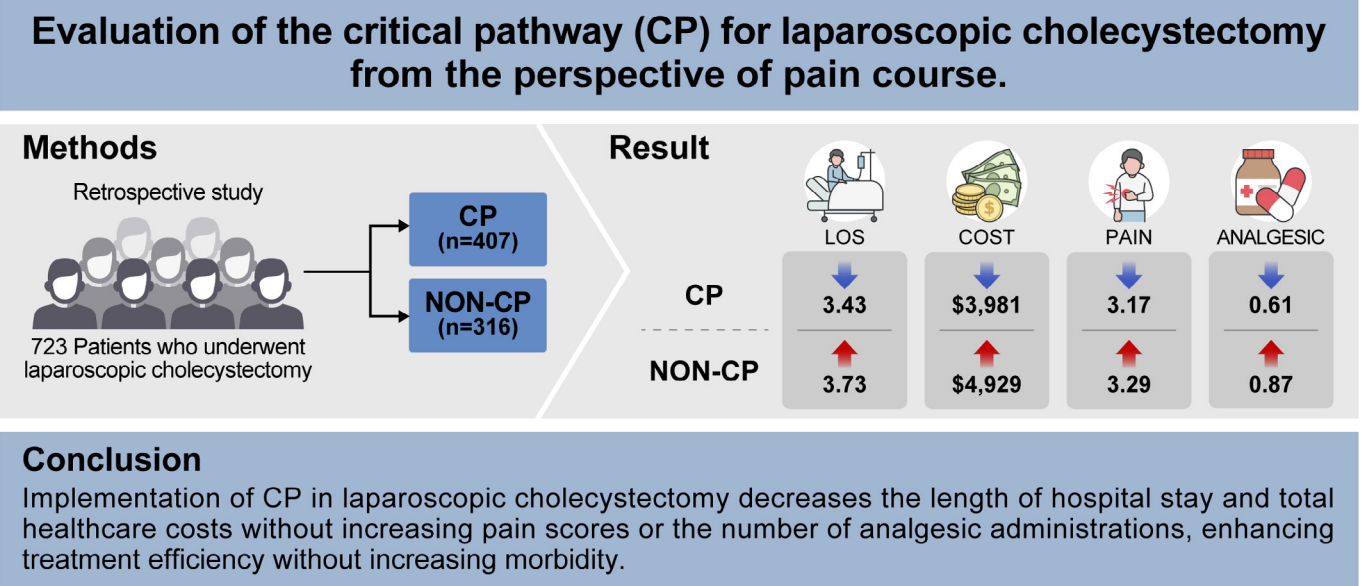 Evaluation of the critical pathway (CP) for laparoscopic cholecystectomy
from the perspective of pain course.
Methods
Retrospective study
723 Patients who underwent
laparoscopic cholecystectomy
CP
(n=407)
NON-CP
(n=316)
Result
LOS COST PAIN ANALGESIC
CP 3.43 $3,981 3.17 0.61
NON-CP 3.73 $4,929 3.29 0.87
Conclusion
Implementation of CP in laparoscopic cholecystectomy decreases the length of hospital stay and total
healthcare costs without increasing pain scores or the number of analgesic administrations, enhancing
treatment efficiency without increasing morbidity.